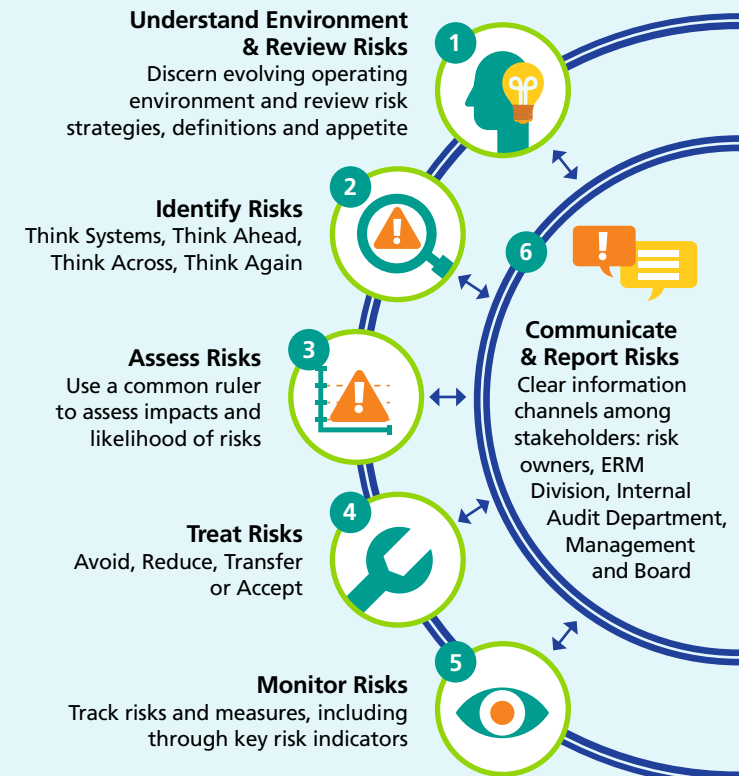 1
Understand Environment
& Review Risks
Discern evolving operating
environment and review risk
strategies, definitions and appetite
2
Identify Risks
Think Systems, Think Ahead,
Think Across, Think Again
3
Assess Risks
Use a common ruler
to assess impacts and
likelihood of risks
4
Treat Risks
Avoid, Reduce, Transfer
or Accept
5
Monitor Risks
Track risks and measures, including
through key risk indicators
6
Communicate
& Report Risks
Clear information
channels among
stakeholders: risk
owners, ERM
Division, Internal
Audit Department,
Management
and Board